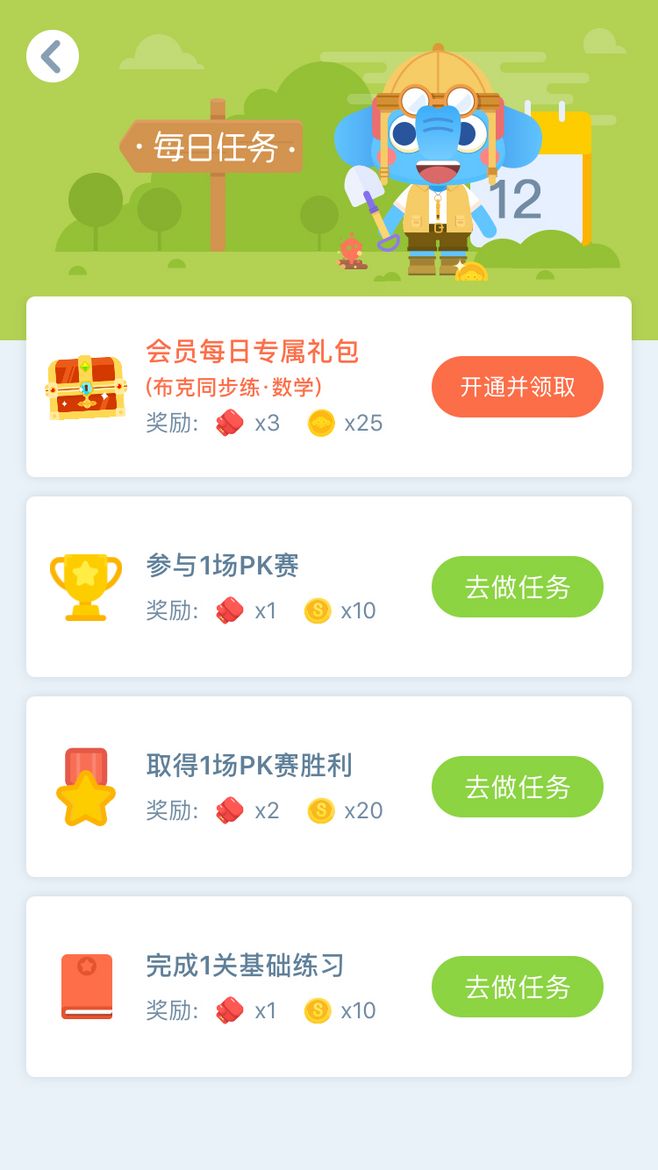 ·每日任务·
12
会员每日专属礼包
(布克同步练·数学)
奖励: x3 x25
开通并领取
参与1场PK赛
奖励: x1 S x10
去做任务
取得1场PK赛胜利
奖励: x2 S x20
去做任务
完成1关基础练习
奖励: x1 S x10
去做任务